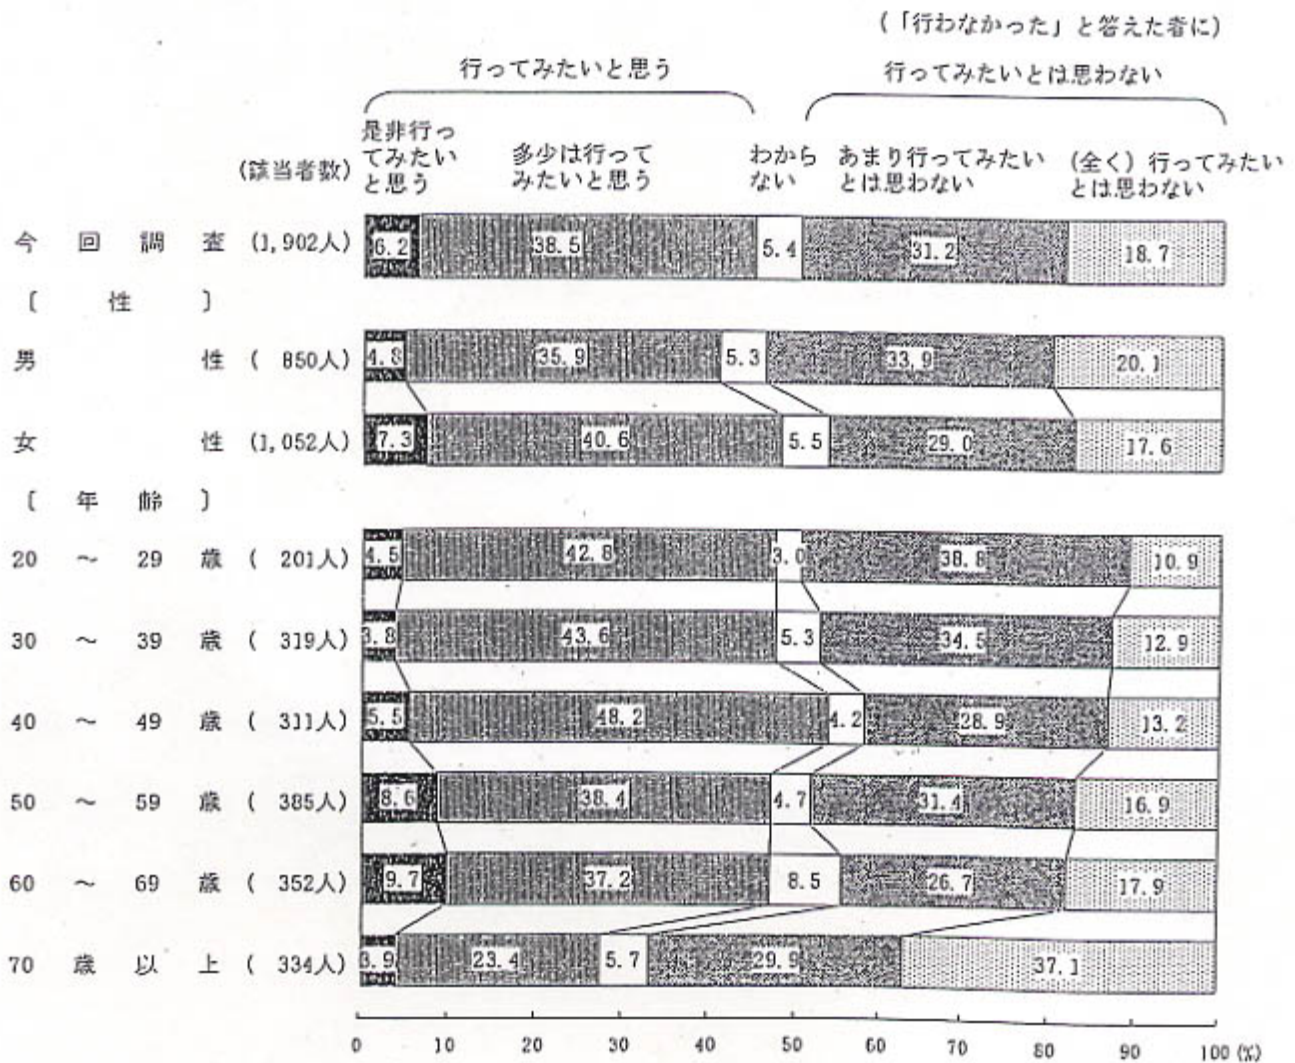 (「行わなかった」と答えた者に)
行ってみたいと思う
行ってみたいとは思わない
(該当者数)
是非行っ
てみたい
と思う
多少は行って
みたいと思う
わから
ない
あまり行ってみたい
とは思わない
(全く) 行ってみたい
とは思わない
今回調査 (1,902人) 6.2 38.5 5.4 31.2 18.7
〔性〕
男性 (850人) 4.8 35.9 5.3 33.9 20.1
女性 (1,052人) 7.3 40.6 5.5 29.0 17.6
〔年齢〕
20～29歳 (201人) 4.5 42.8 3.0 38.8 10.9
30～39歳 (319人) 3.8 43.6 5.3 34.5 12.9
40～49歳 (311人) 5.5 48.2 4.2 28.9 13.2
50～59歳 (385人) 8.6 38.4 4.7 31.4 16.9
60～69歳 (352人) 9.7 37.2 8.5 26.7 17.9
70歳以上 (334人) 3.9 23.4 5.7 29.9 37.1
0 10 20 30 40 50 60 70 80 90 100 (%)